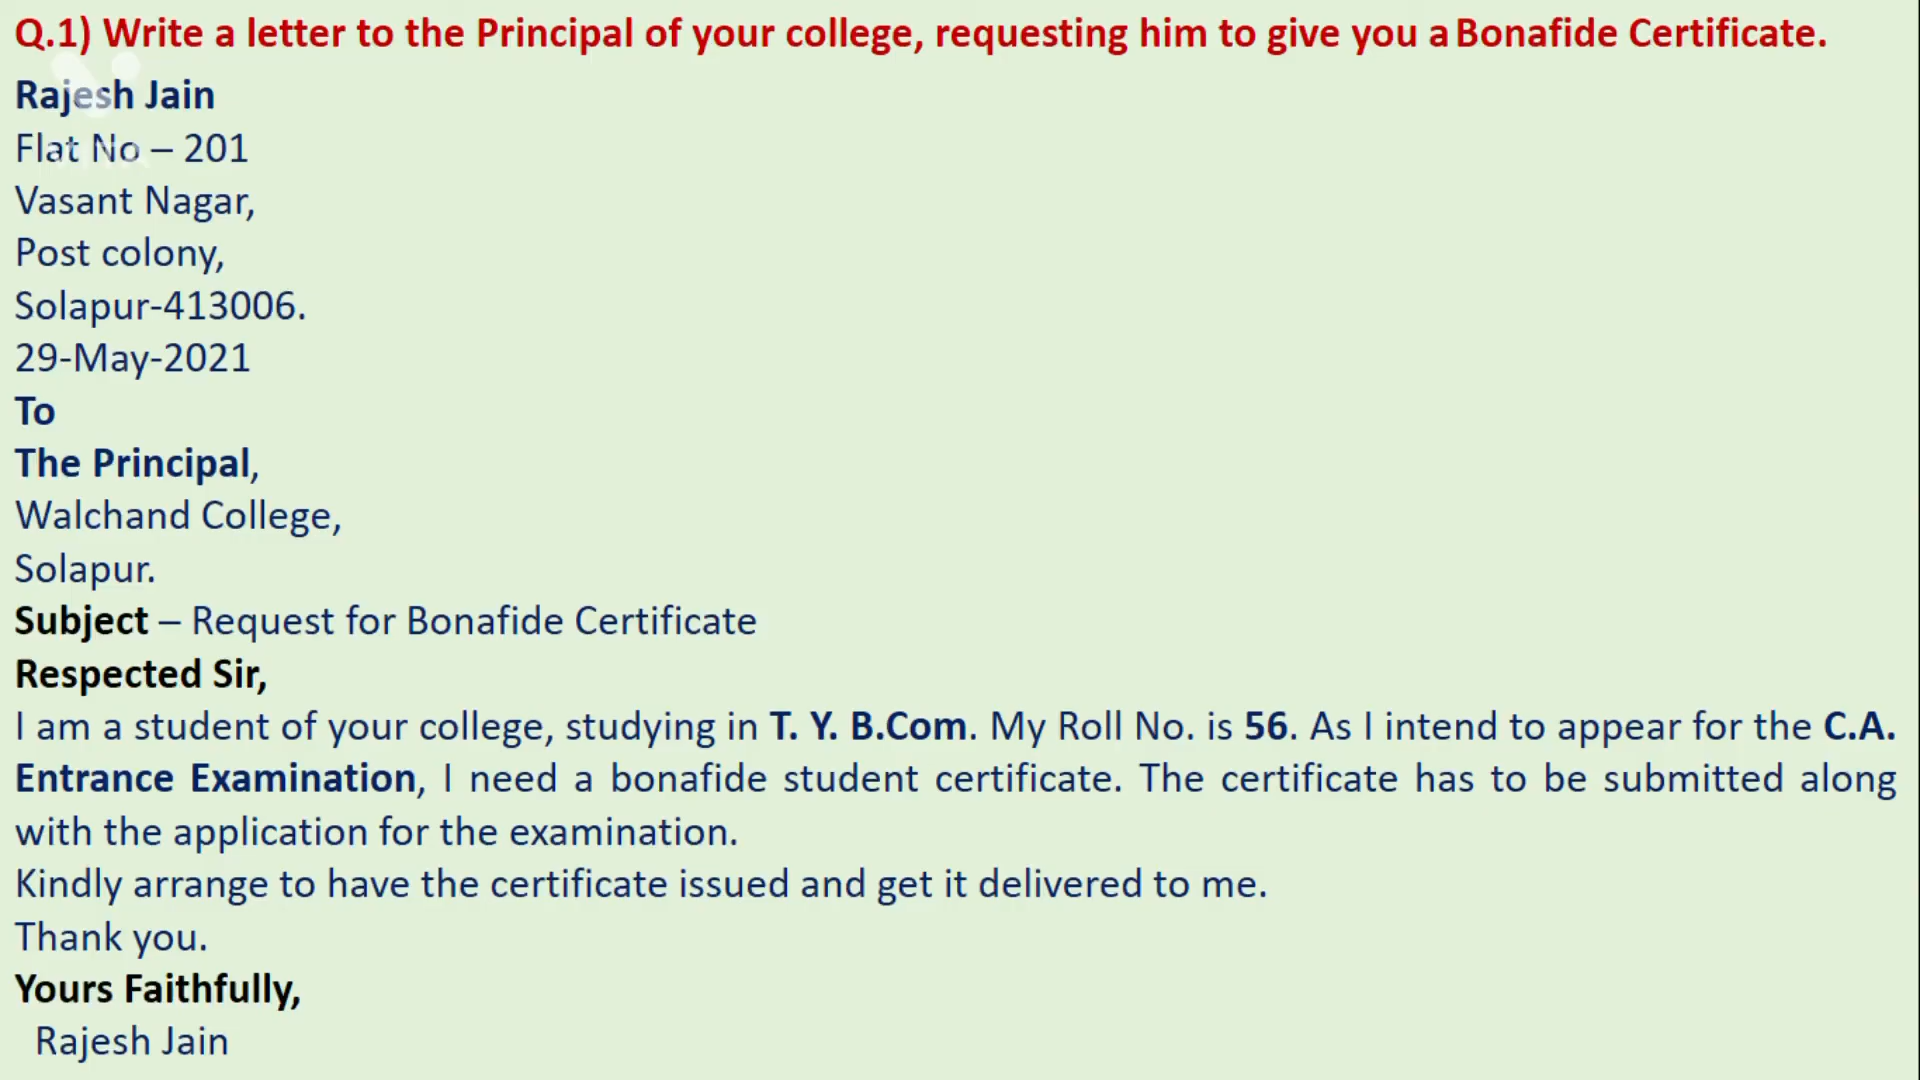 Q.1) Write a letter to the Principal of your college, requesting him to give you a Bonafide Certificate.
Rajesh Jain
Flat No – 201
Vasant Nagar,
Post colony,
Solapur-413006.
29-May-2021
To
The Principal,
Walchand College,
Solapur.
Subject – Request for Bonafide Certificate
Respected Sir,
I am a student of your college, studying in T. Y. B.Com. My Roll No. is 56. As I intend to appear for the C.A.
Entrance Examination, I need a bonafide student certificate. The certificate has to be submitted along
with the application for the examination.
Kindly arrange to have the certificate issued and get it delivered to me.
Thank you.
Yours Faithfully,
Rajesh Jain